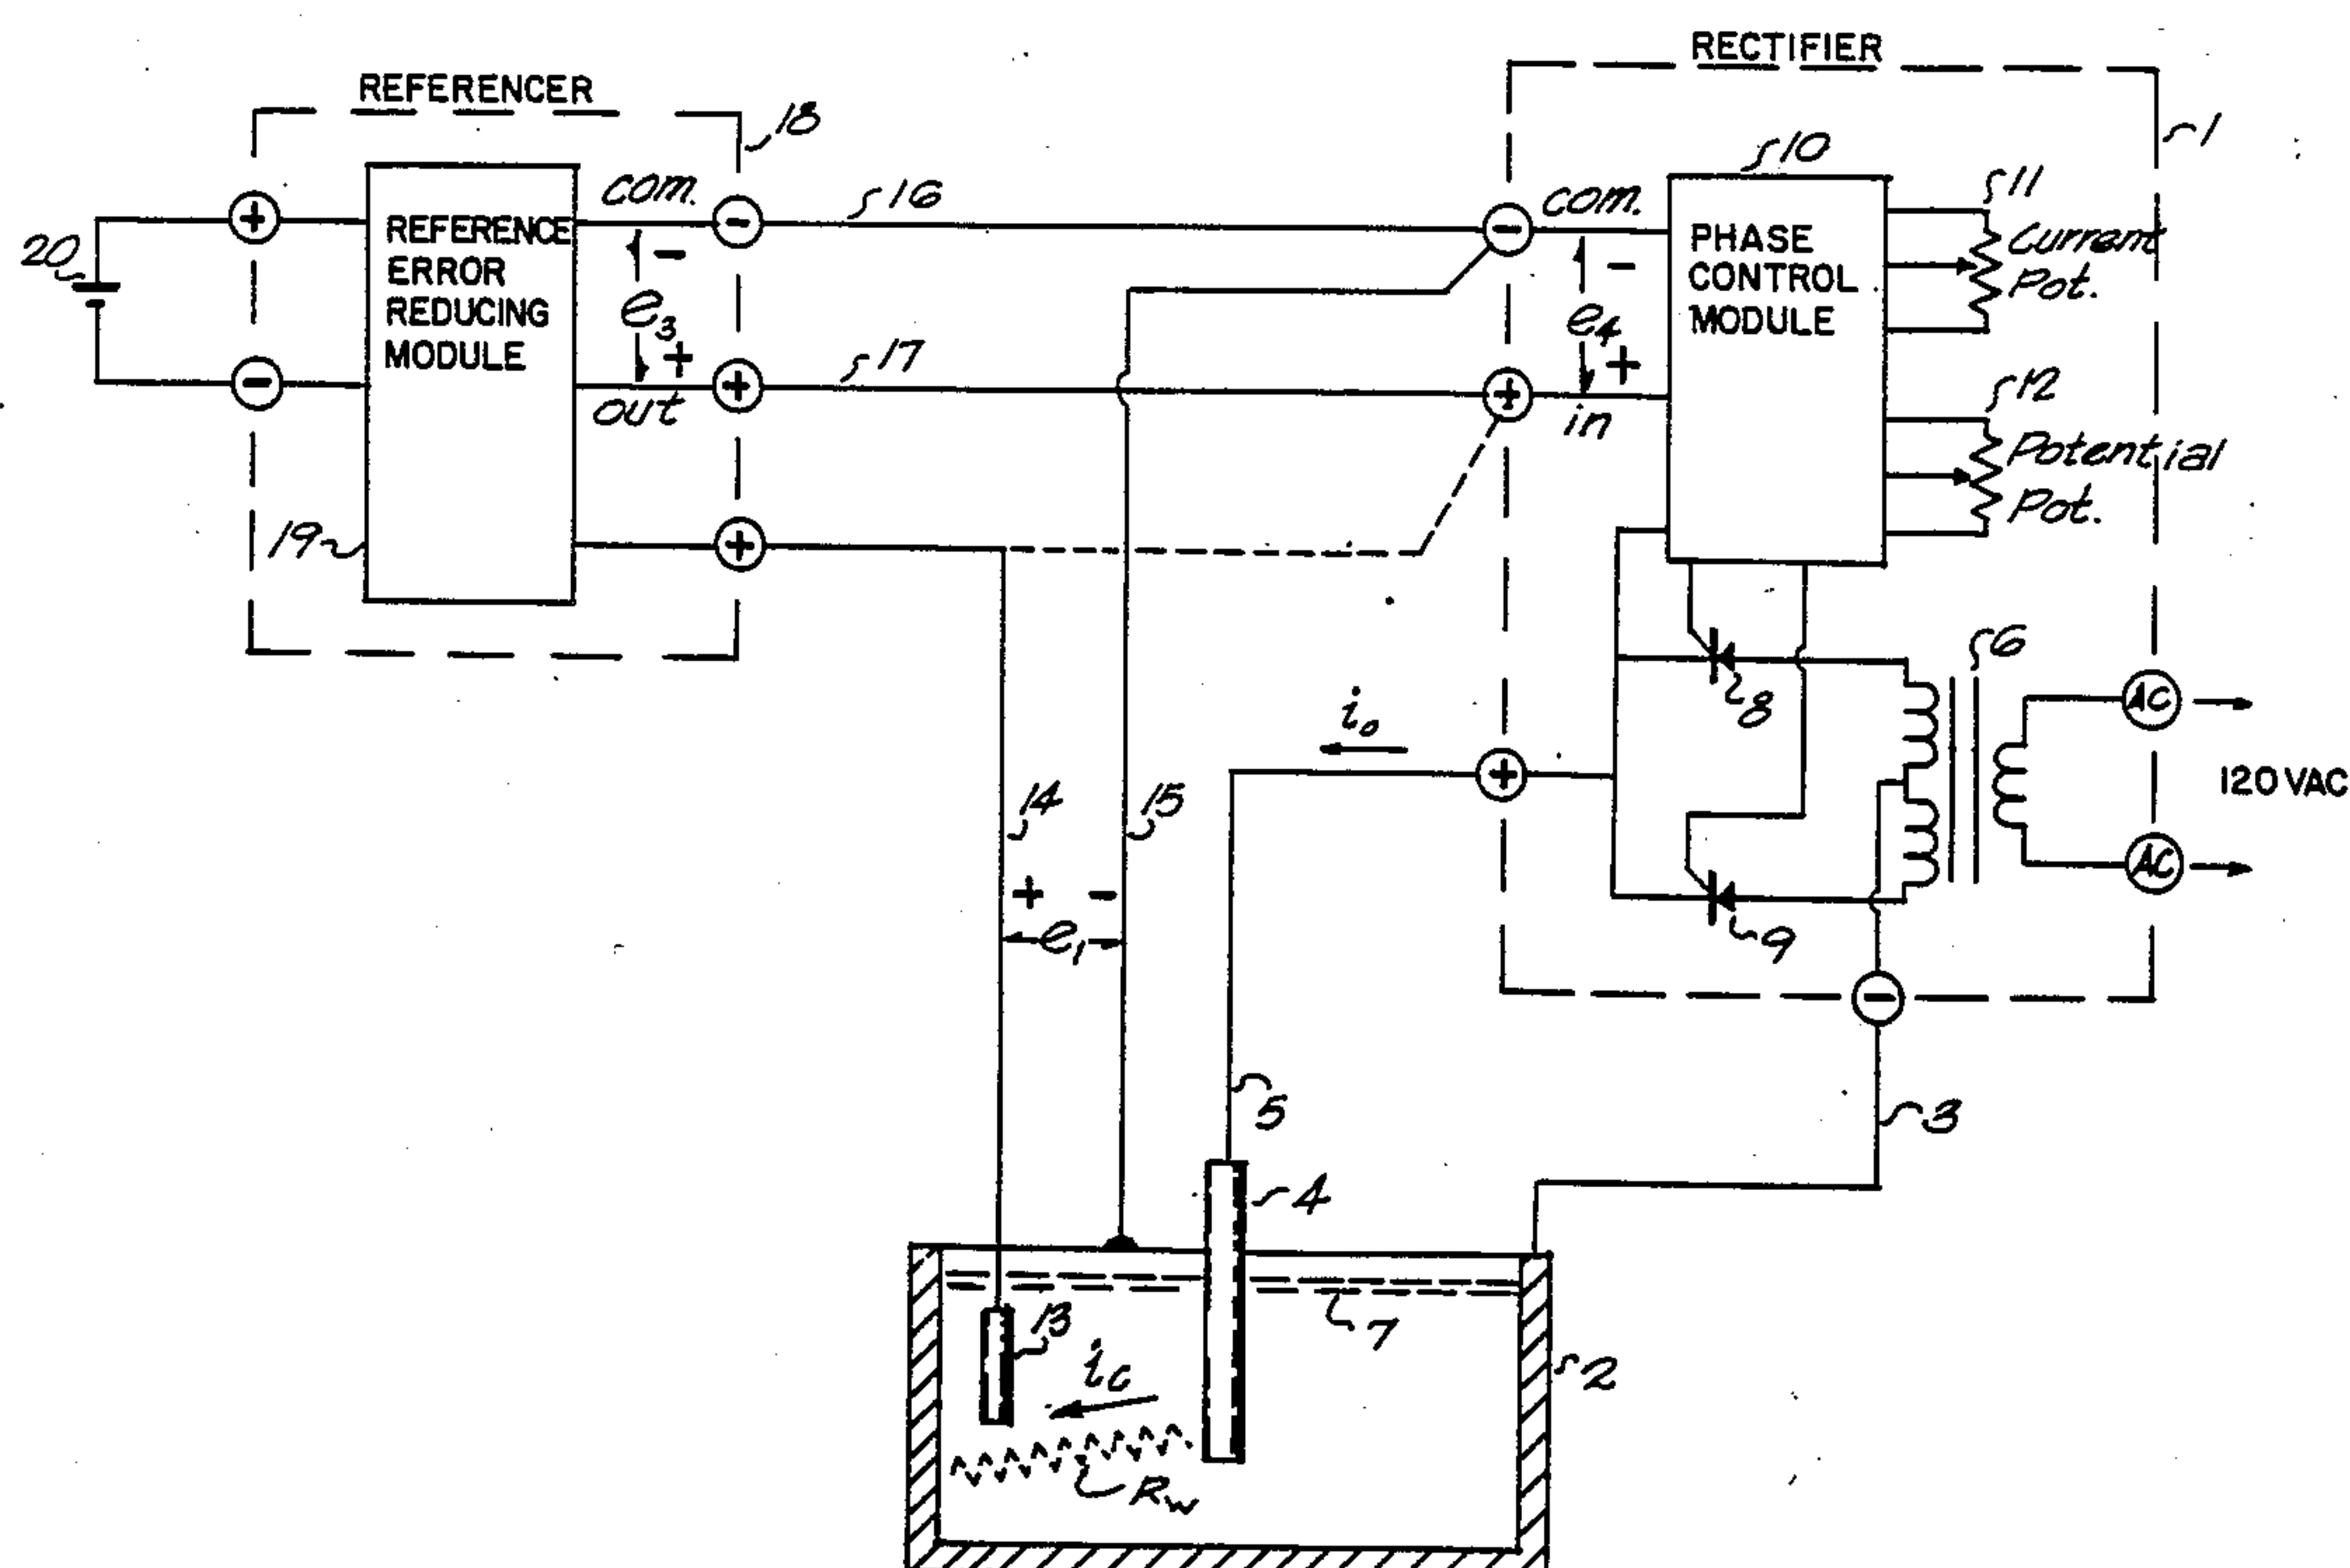 RECTIFIER
REFERENCER
18
1
10
11
com.
16
com.
REFERENCE
ERROR
REDUCING
MODULE
PHASE
CONTROL
MODULE
Current
Pot.
20
+
-
-
-
-
-
e3
e4
+
+
17
12
-
+
+
out
in
Potential
Pot.
19
+
6
8
AC
io
+
120 VAC
14
15
AC
+
-
e1
9
-
5
3
4
13
7
ic
2
Rw